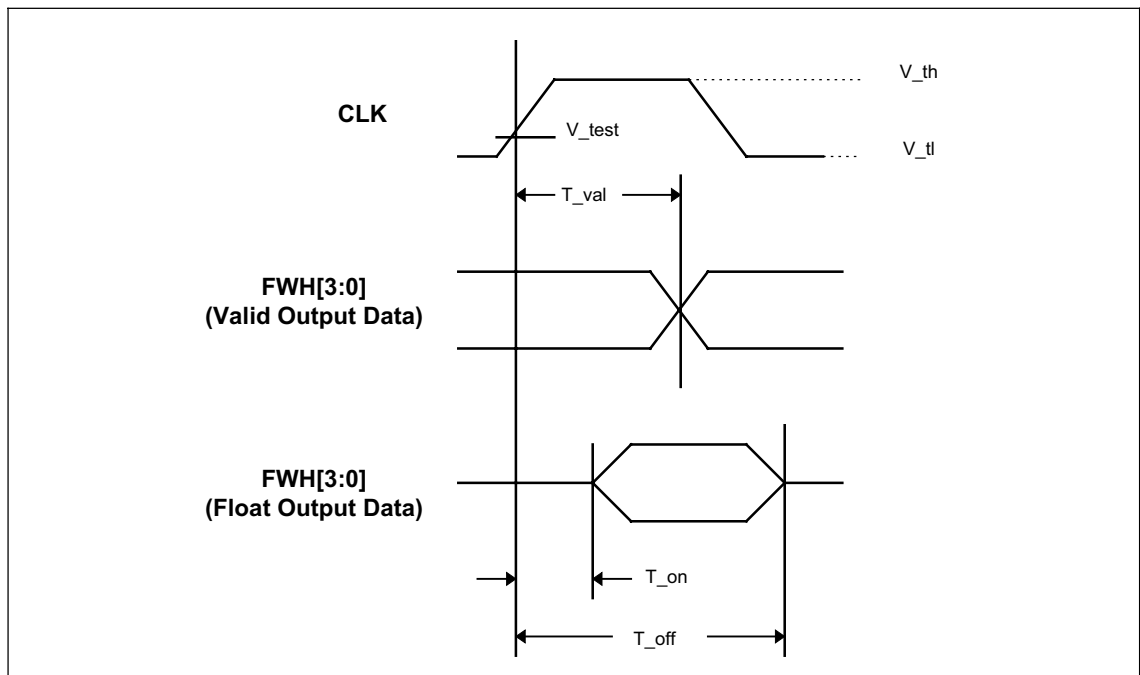 V_th
CLK
V_test
V_tl
T_val
FWH[3:0]
(Valid Output Data)
FWH[3:0]
(Float Output Data)
T_on
T_off